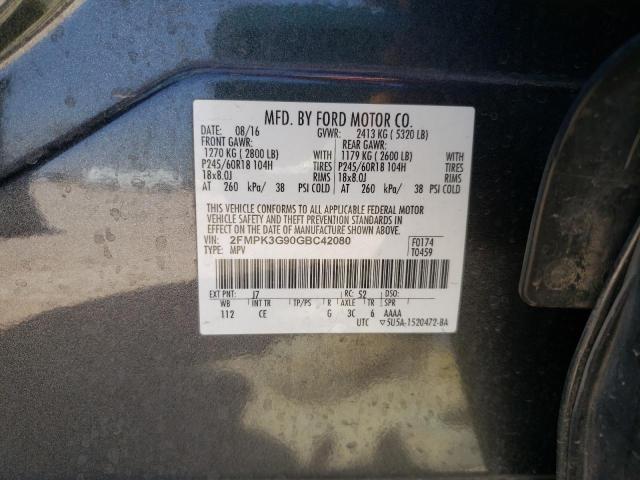 MFD. BY FORD MOTOR CO.
DATE: 08/16 GVWR: 2413 KG ( 5320 LB)
FRONT GAWR: REAR GAWR:
1270 KG ( 2800 LB) WITH 1179 KG ( 2600 LB) WITH
P245/60R18 104H TIRES P245/60R18 104H TIRES
18x8.0J RIMS 18x8.0J RIMS
AT 260 kPa/ 38 PSI COLD AT 260 kPa/ 38 PSI COLD
THIS VEHICLE CONFORMS TO ALL APPLICABLE FEDERAL MOTOR
VEHICLE SAFETY AND THEFT PREVENTION STANDARDS IN
EFFECT ON THE DATE OF MANUFACTURE SHOWN ABOVE.
VIN: 2FMPK3G90GBC42080 F0174
TYPE: MPV T0459
EXT PNT: J7 RC: 52 DSO:
WB INT TR TP/PS R AXLE TR SPR
112 CE G 3C 6 AAAA
UTC ▽5U5A-1520472-BA